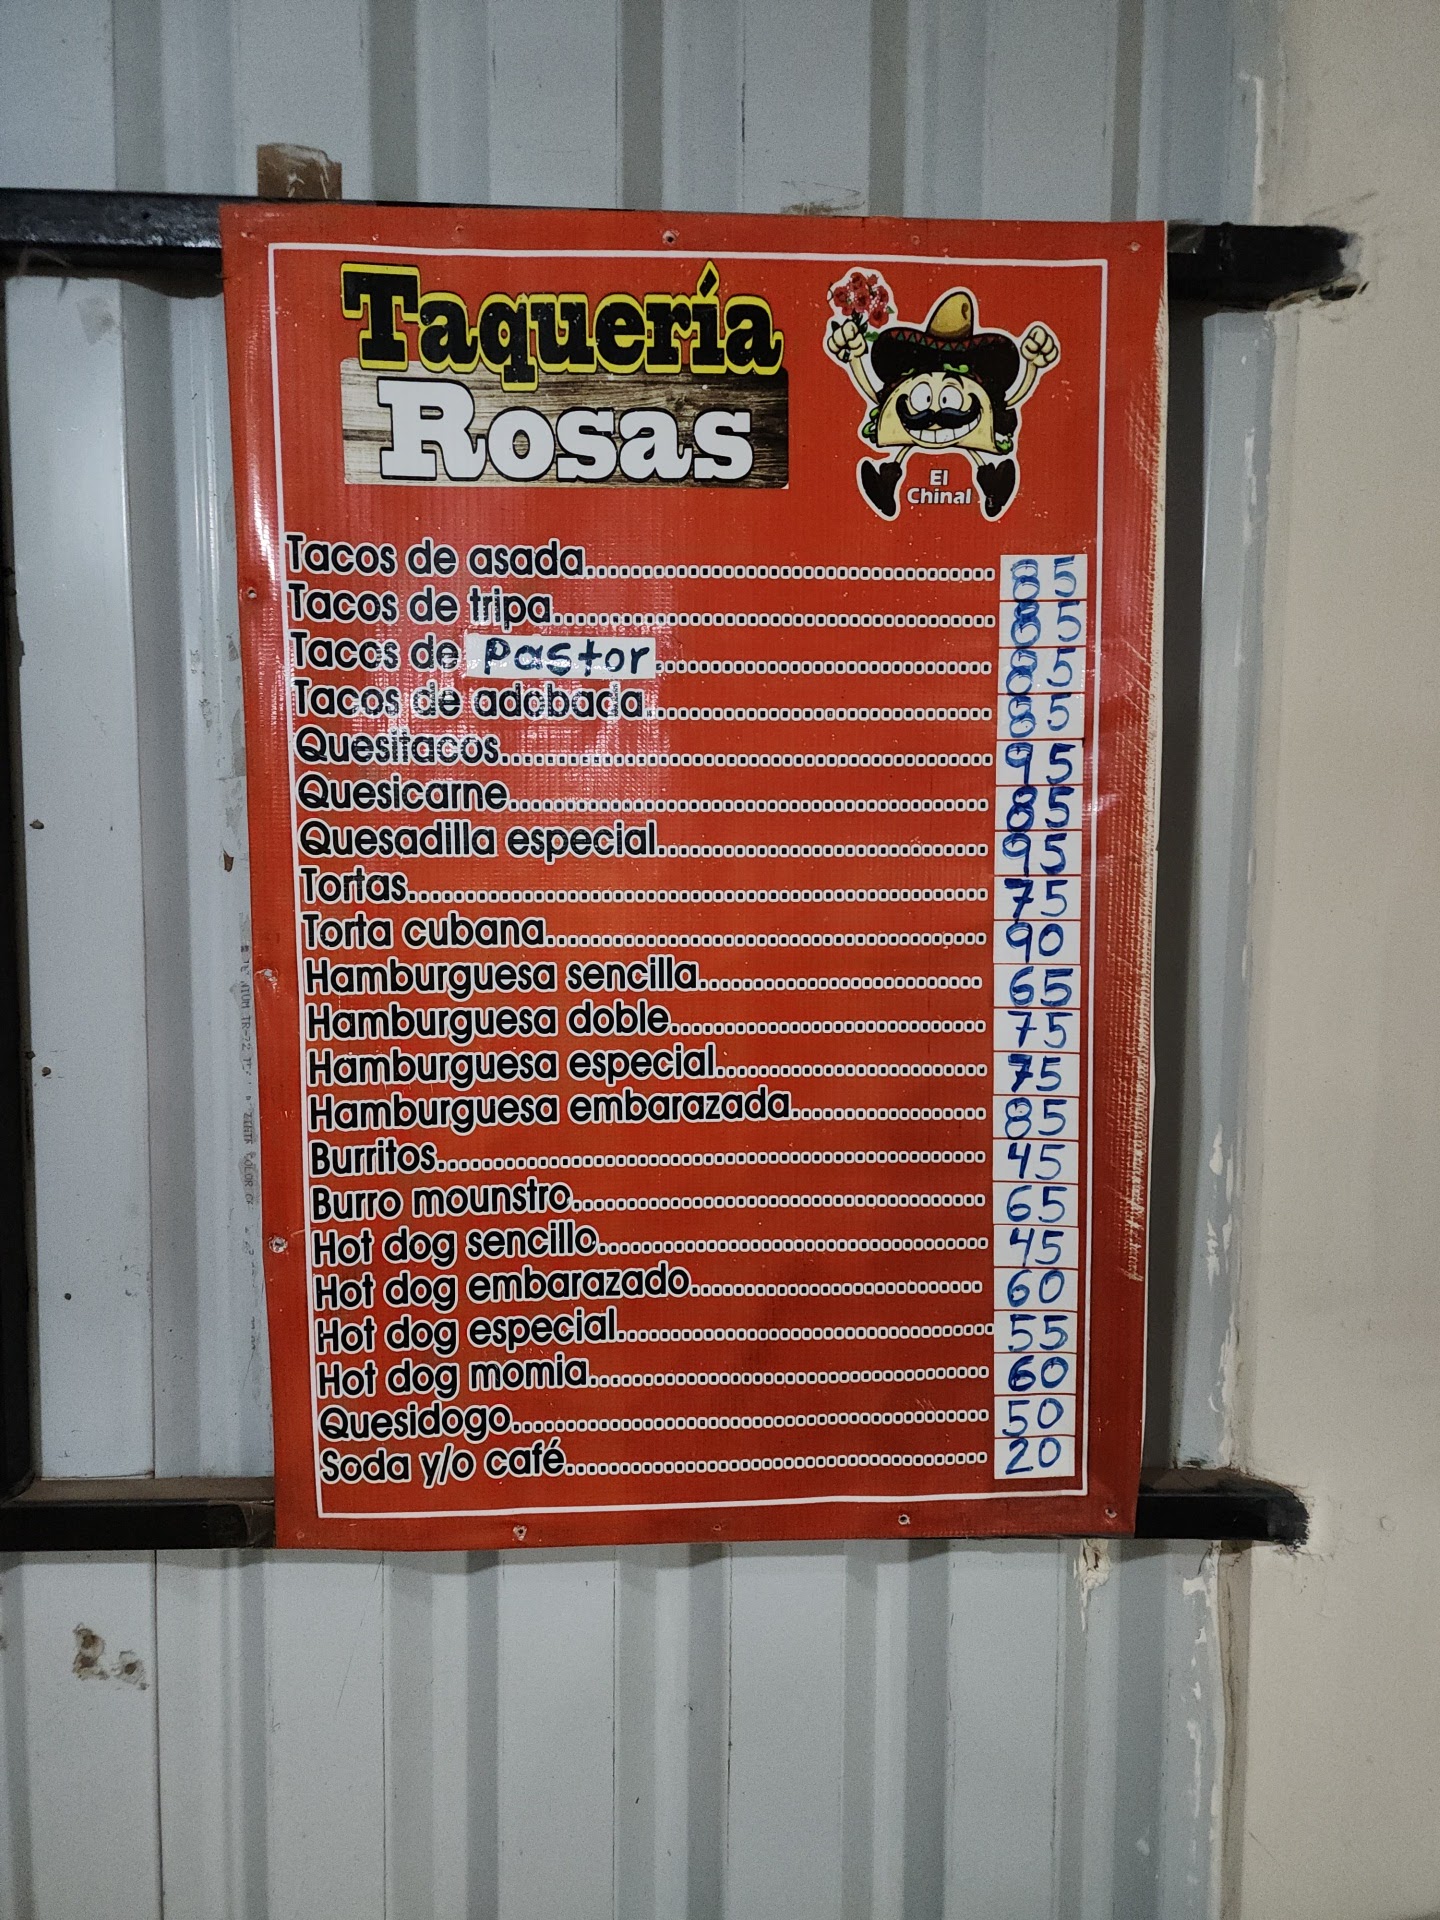 Taquería
Rosas
El
Chinal
Tacos de asada 85
Tacos de tripa 85
Tacos de Pastor 85
Tacos de adobada 85
Quesitacos 95
Quesicarne 85
Quesadilla especial 95
Tortas 75
Torta cubana 90
Hamburguesa sencilla 65
Hamburguesa doble 75
Hamburguesa especial 75
Hamburguesa embarazada 85
Burritos 45
Burro mounstro 65
Hot dog sencillo 45
Hot dog embarazado 60
Hot dog especial 55
Hot dog momia 60
Quesidogo 50
Soda y/o café 20